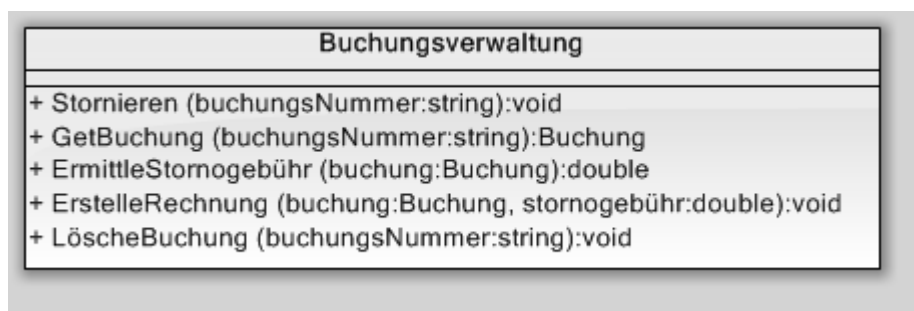 Buchungsverwaltung
+ Stornieren (buchungsNummer:string):void
+ GetBuchung (buchungsNummer:string):Buchung
+ ErmittleStornogebühr (buchung:Buchung):double
+ ErstelleRechnung (buchung:Buchung, stornogebühr:double):void
+ LöscheBuchung (buchungsNummer:string):void